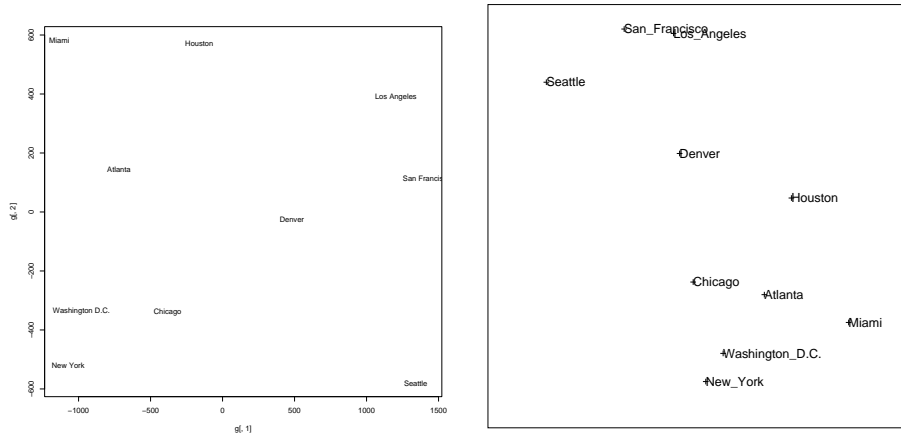 Miami
Houston
Los Angeles
Atlanta
San Francis
Denver
Washington D.C.
Chicago
New York
Seattle
600
400
200
0
−200
−400
−600
g[, 2]
−1000
−500
0
500
1000
1500
g[, 1]
San_Francisco
Los_Angeles
Seattle
Denver
Houston
Chicago
Atlanta
Miami
Washington_D.C.
New_York